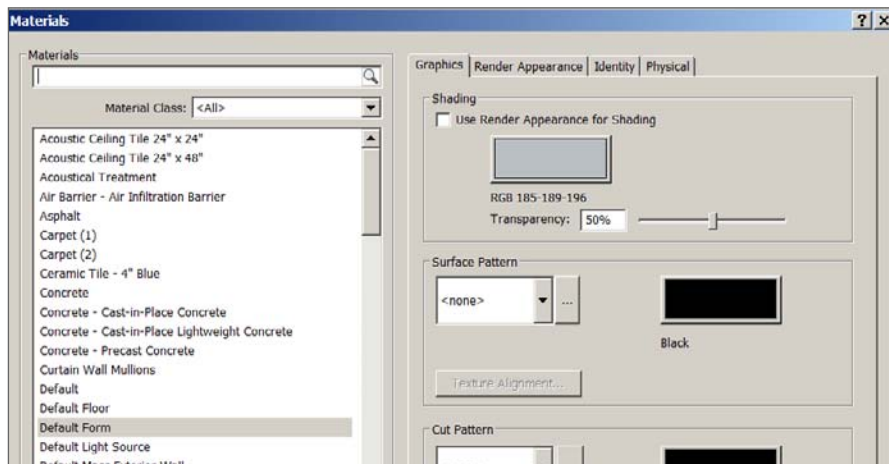 Materials
Materials
Material Class: <All>
Acoustic Ceiling Tile 24" x 24"
Acoustic Ceiling Tile 24" x 48"
Acoustical Treatment
Air Barrier - Air Infiltration Barrier
Asphalt
Carpet (1)
Carpet (2)
Ceramic Tile - 4" Blue
Concrete
Concrete - Cast-in-Place Concrete
Concrete - Cast-in-Place Lightweight Concrete
Concrete - Precast Concrete
Curtain Wall Mullions
Default
Default Floor
Default Form
Default Light Source
Graphics Render Appearance Identity Physical
Shading
Use Render Appearance for Shading
RGB 185-189-196
Transparency: 50%
Surface Pattern
<none> ...
Black
Texture Alignment...
Cut Pattern